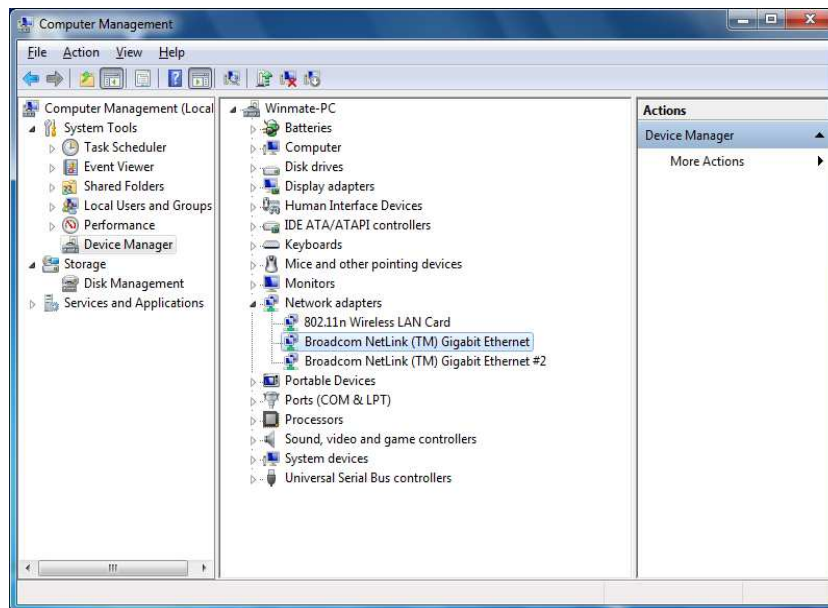 Computer Management
File Action View Help
Computer Management (Local
System Tools
Task Scheduler
Event Viewer
Shared Folders
Local Users and Groups
Performance
Device Manager
Storage
Disk Management
Services and Applications
Winmate-PC
Batteries
Computer
Disk drives
Display adapters
Human Interface Devices
IDE ATA/ATAPI controllers
Keyboards
Mice and other pointing devices
Monitors
Network adapters
802.11n Wireless LAN Card
Broadcom NetLink (TM) Gigabit Ethernet
Broadcom NetLink (TM) Gigabit Ethernet #2
Portable Devices
Ports (COM & LPT)
Processors
Sound, video and game controllers
System devices
Universal Serial Bus controllers
Actions
Device Manager
More Actions